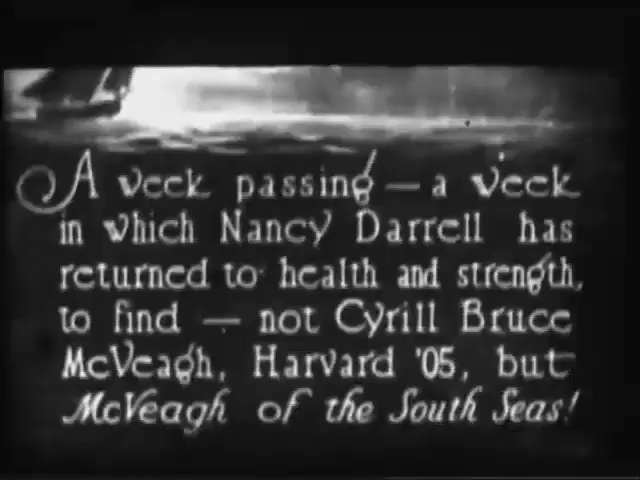 A week passing — a week
in which Nancy Darrell has
returned to health and strength,
to find — not Cyrill Bruce
McVeagh, Harvard '05, but
McVeagh of the South Seas!